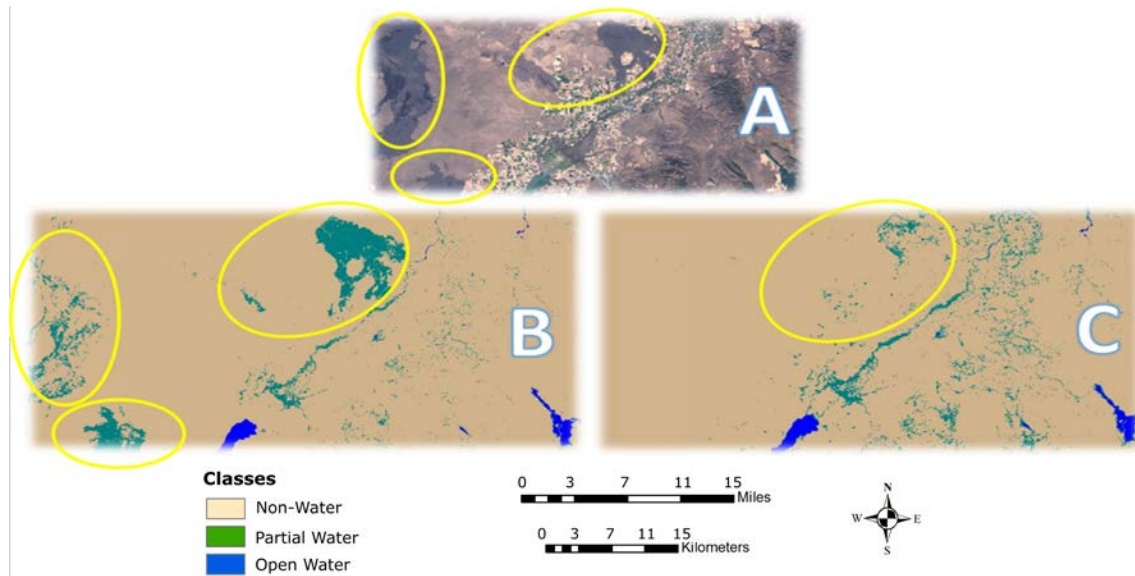 A
B
C
Classes
Non-Water
Partial Water
Open Water
0 3 7 11 15
Miles
0 3 7 11 15
Kilometers
N
W E
S